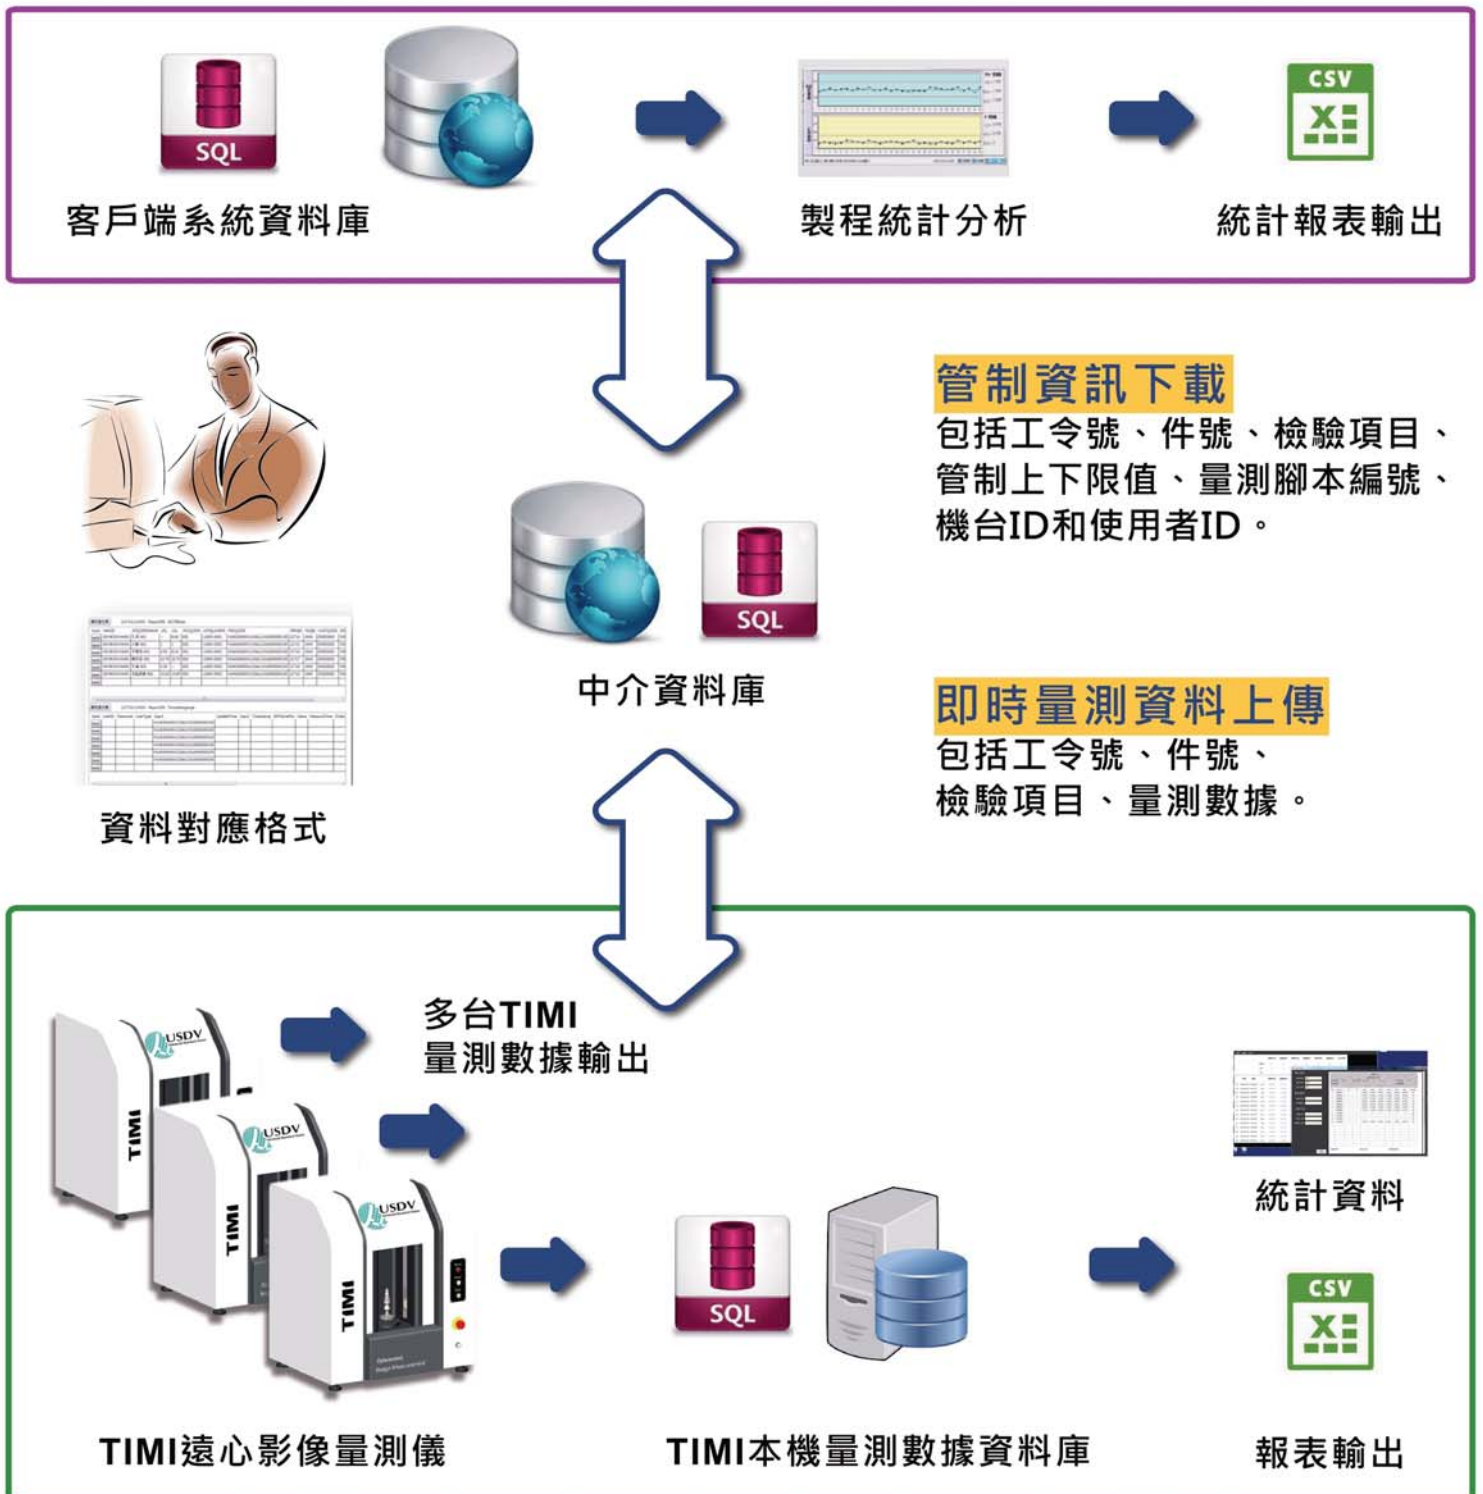 SQL
客戶端系統資料庫
製程統計分析
CSV
統計報表輸出
管制資訊下載
包括工令號、件號、檢驗項目、
管制上下限值、量測腳本編號、
機台ID和使用者ID。
SQL
中介資料庫
資料對應格式
即時量測資料上傳
包括工令號、件號、
檢驗項目、量測數據。
多台TIMI
量測數據輸出
USDV
TIMI
USDV
TIMI
USDV
TIMI
TIMI遠心影像量測儀
SQL
TIMI本機量測數據資料庫
統計資料
CSV
報表輸出